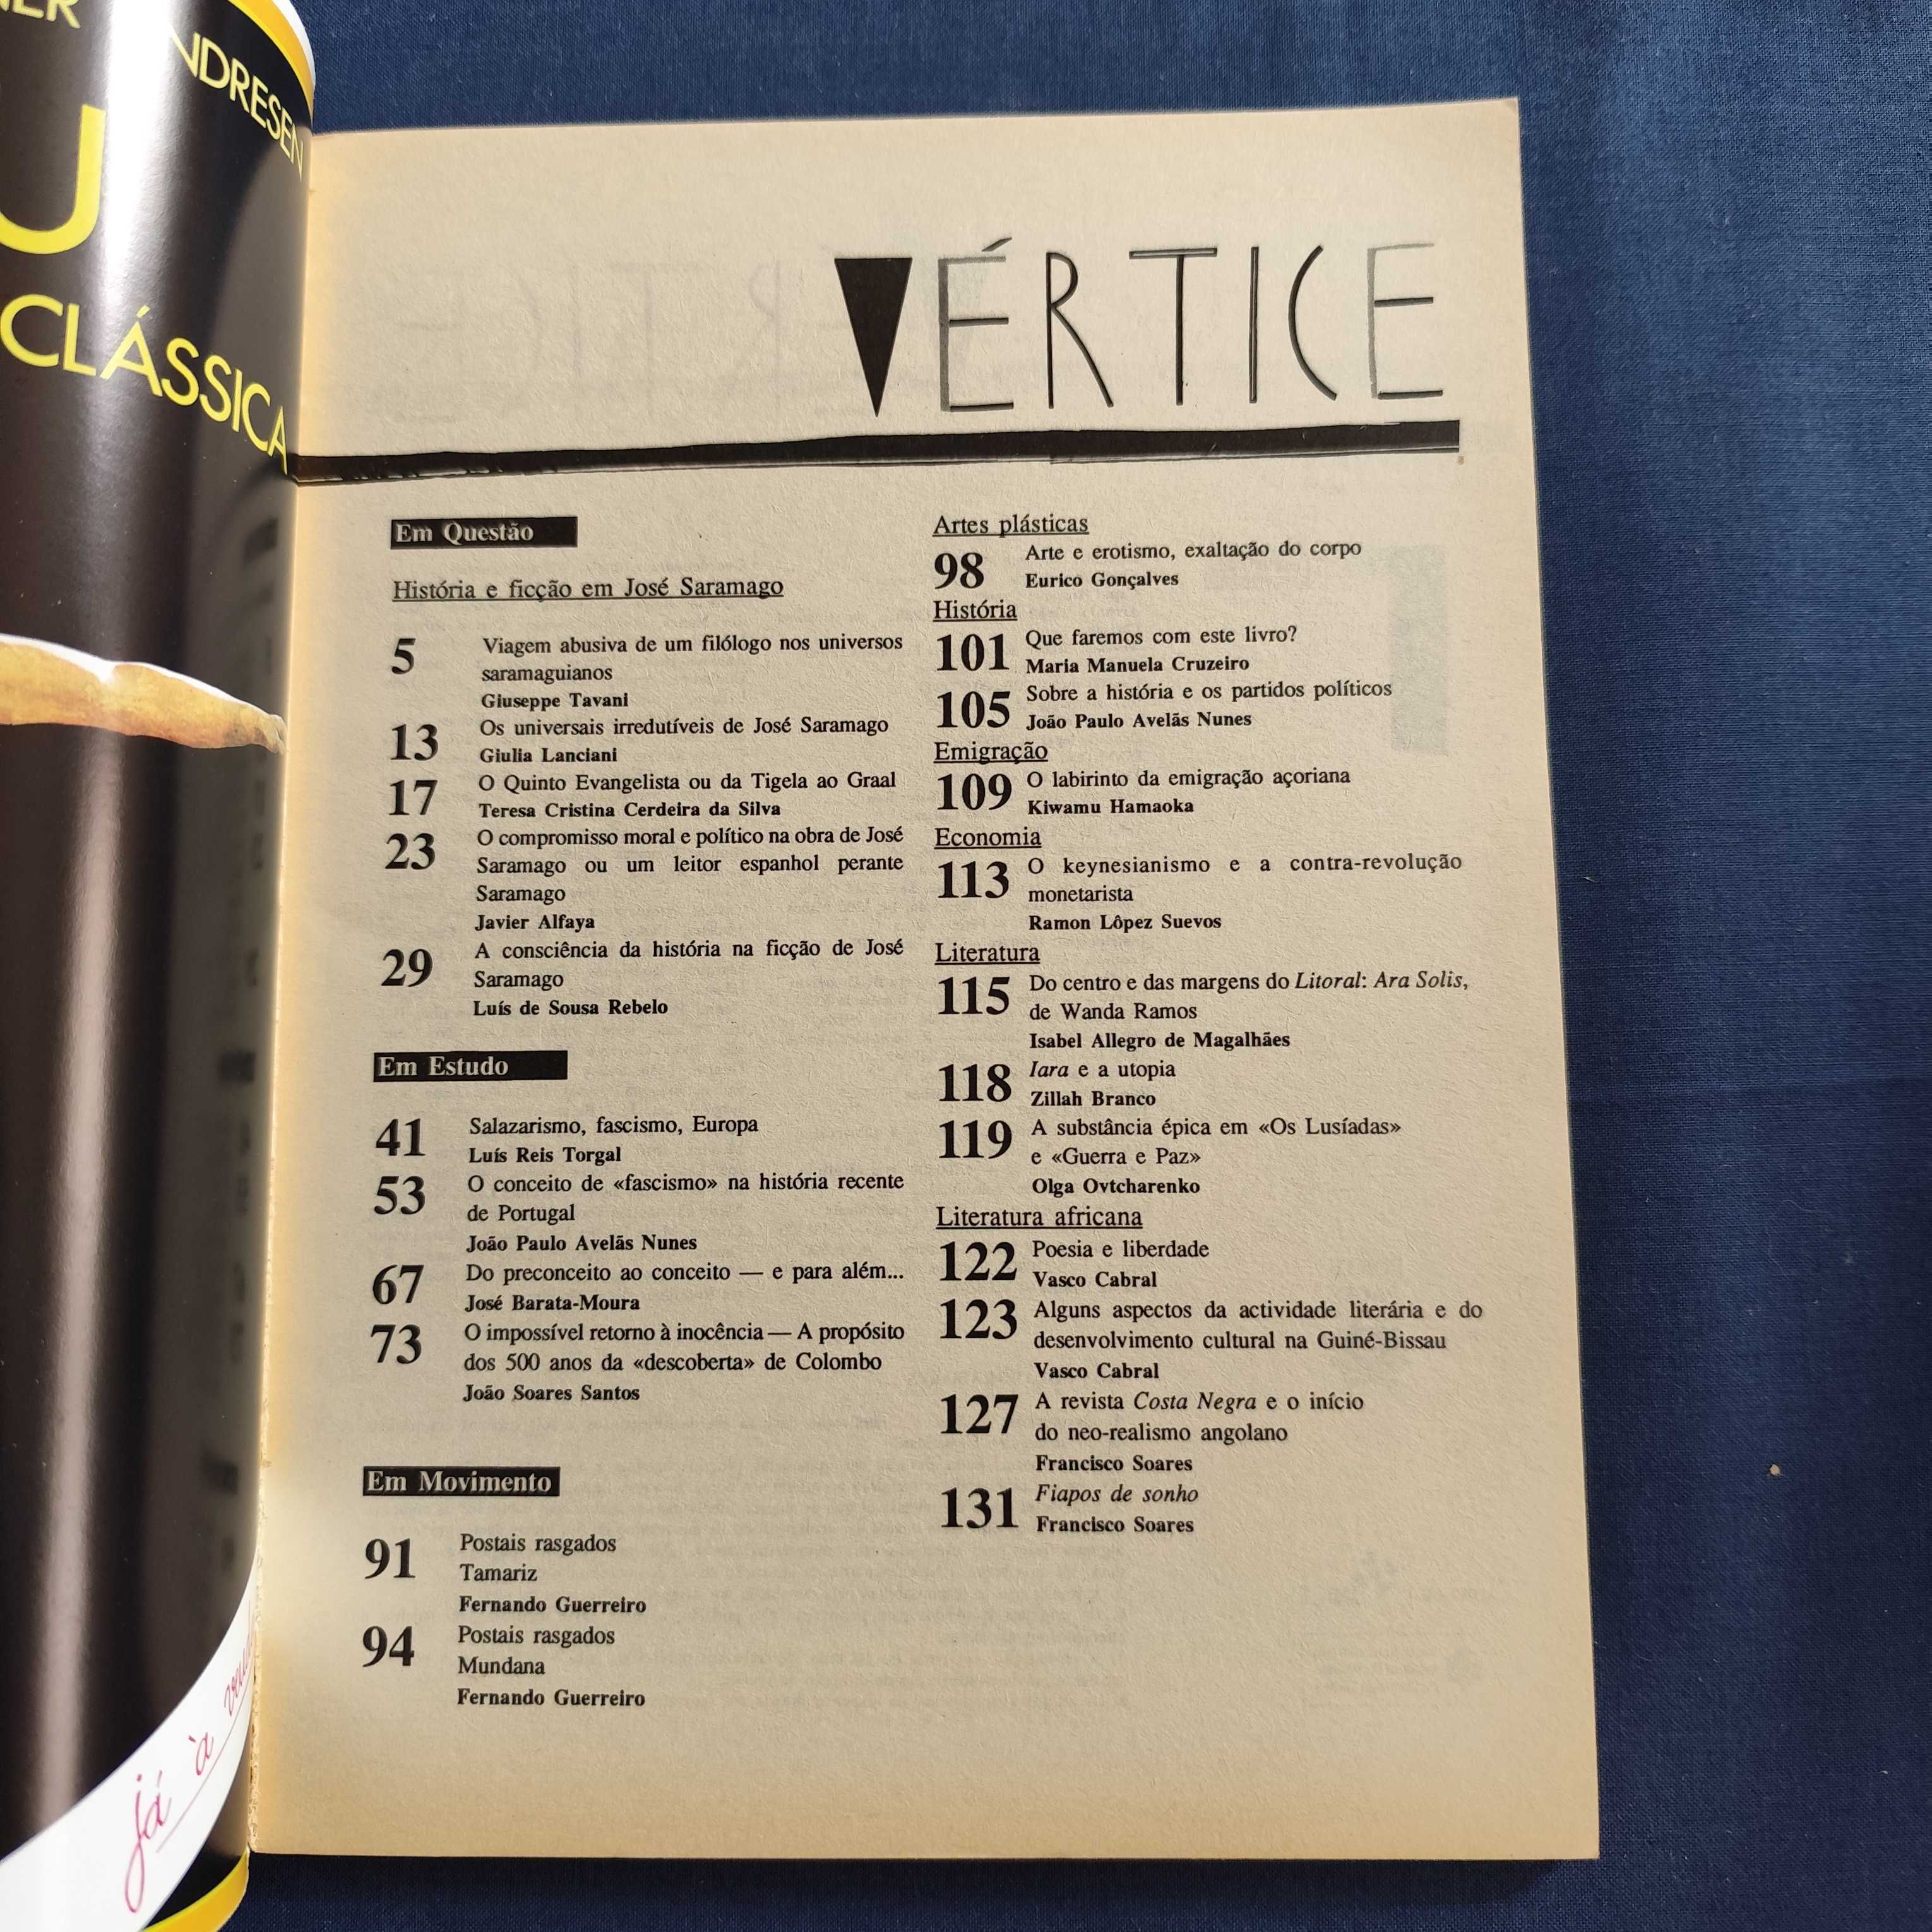 NDRESEN
U
CLÁSSICA
já à
VÉRTICE
Em Questão
História e ficção em José Saramago
5 Viagem abusiva de um filólogo nos universos
saramaguianos
Giuseppe Tavani
13 Os universais irredutíveis de José Saramago
Giulia Lanciani
17 O Quinto Evangelista ou da Tigela ao Graal
Teresa Cristina Cerdeira da Silva
23 O compromisso moral e político na obra de José
Saramago ou um leitor espanhol perante
Saramago
Javier Alfaya
29 A consciência da história na ficção de José
Saramago
Luís de Sousa Rebelo
Em Estudo
41 Salazarismo, fascismo, Europa
Luís Reis Torgal
53 O conceito de «fascismo» na história recente
de Portugal
João Paulo Avelãs Nunes
67 Do preconceito ao conceito — e para além...
José Barata-Moura
73 O impossível retorno à inocência — A propósito
dos 500 anos da «descoberta» de Colombo
João Soares Santos
Em Movimento
91 Postais rasgados
Tamariz
Fernando Guerreiro
94 Postais rasgados
Mundana
Fernando Guerreiro
Artes plásticas
98 Arte e erotismo, exaltação do corpo
Eurico Gonçalves
História
101 Que faremos com este livro?
Maria Manuela Cruzeiro
105 Sobre a história e os partidos políticos
João Paulo Avelãs Nunes
Emigração
109 O labirinto da emigração açoriana
Kiwamu Hamaoka
Economia
113 O keynesianismo e a contra-revolução
monetarista
Ramon Lôpez Suevos
Literatura
115 Do centro e das margens do Litoral: Ara Solis,
de Wanda Ramos
Isabel Allegro de Magalhães
118 Iara e a utopia
Zillah Branco
119 A substância épica em «Os Lusíadas»
e «Guerra e Paz»
Olga Ovtcharenko
Literatura africana
122 Poesia e liberdade
Vasco Cabral
123 Alguns aspectos da actividade literária e do
desenvolvimento cultural na Guiné-Bissau
Vasco Cabral
127 A revista Costa Negra e o início
do neo-realismo angolano
Francisco Soares
131 Fiapos de sonho
Francisco Soares